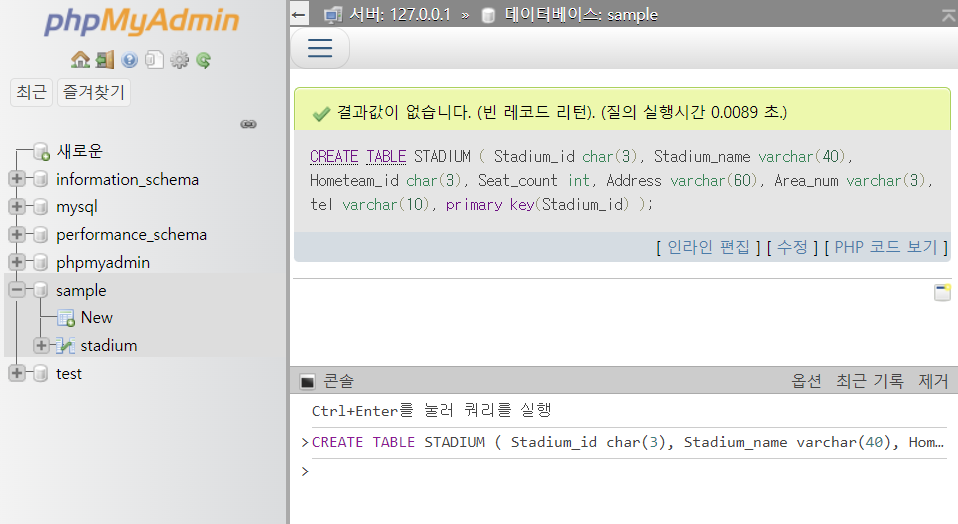 phpMyAdmin
최근 즐겨찾기
새로운
information_schema
mysql
performance_schema
phpmyadmin
sample
New
stadium
test
서버: 127.0.0.1 » 데이터베이스: sample
결과값이 없습니다. (빈 레코드 리턴). (질의 실행시간 0.0089 초.)
CREATE TABLE STADIUM ( Stadium_id char(3), Stadium_name varchar(40),
Hometeam_id char(3), Seat_count int, Address varchar(60), Area_num varchar(3),
tel varchar(10), primary key(Stadium_id) );
[ 인라인 편집 ] [ 수정 ] [ PHP 코드 보기 ]
콘솔 옵션 최근 기록 제거
Ctrl+Enter를 눌러 쿼리를 실행
>CREATE TABLE STADIUM ( Stadium_id char(3), Stadium_name varchar(40), Hom…
>